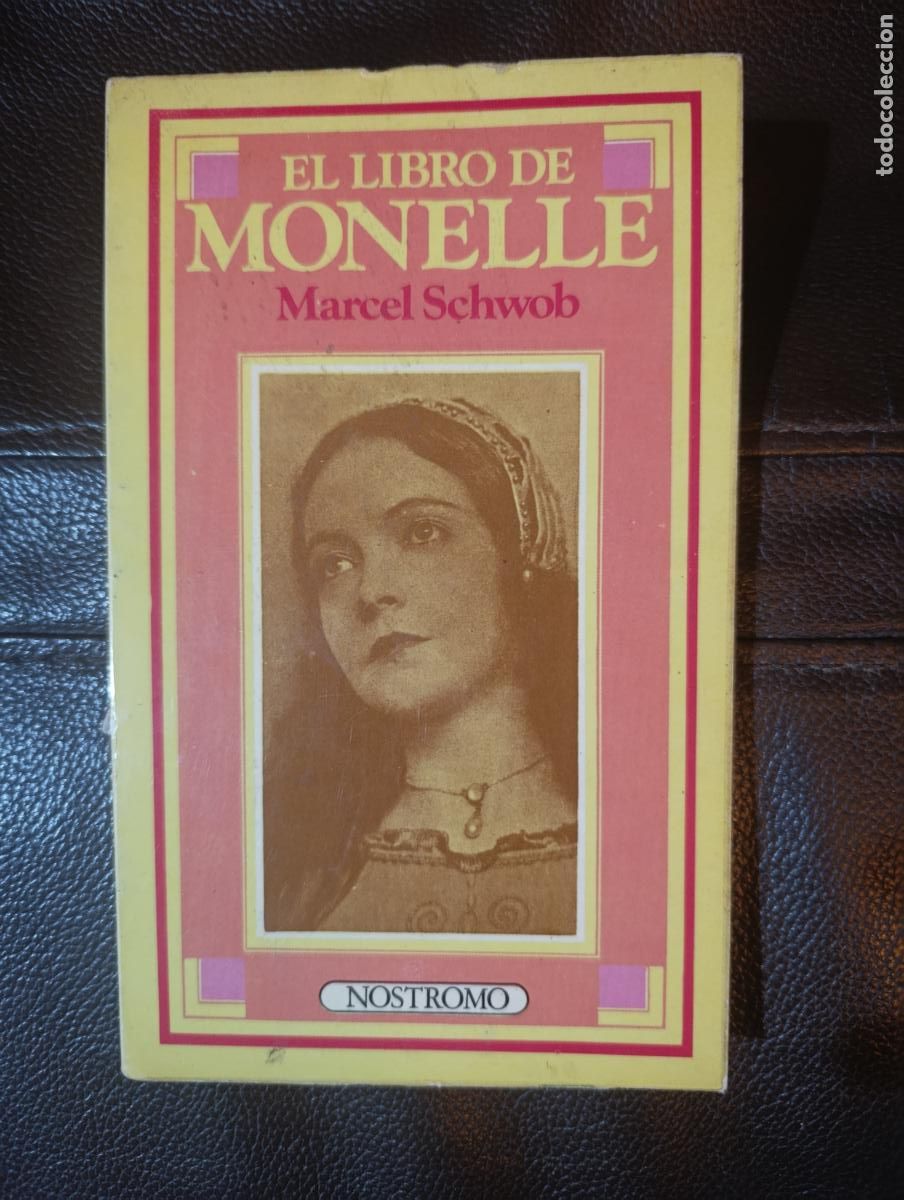 EL LIBRO DE
MONELLE
Marcel Schwob
NOSTROMO
todocoleccion